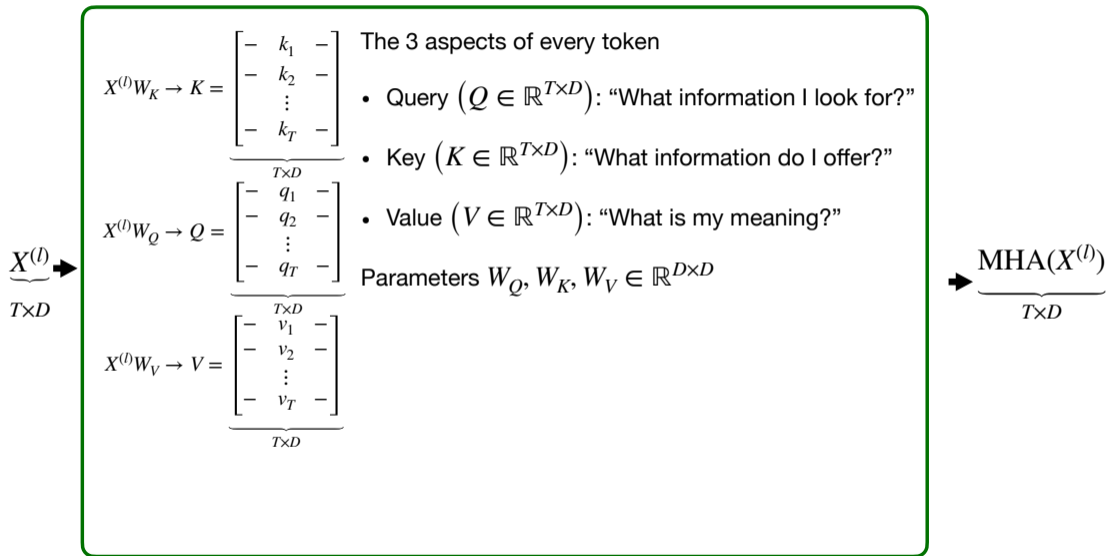 X^{(l)}
T×D
X^{(l)}W_K → K = [– k_1 –; – k_2 –; ⋮; – k_T –]
T×D
X^{(l)}W_Q → Q = [– q_1 –; – q_2 –; ⋮; – q_T –]
T×D
X^{(l)}W_V → V = [– v_1 –; – v_2 –; ⋮; – v_T –]
T×D
The 3 aspects of every token
• Query (Q ∈ ℝ^{T×D}): “What information I look for?”
• Key (K ∈ ℝ^{T×D}): “What information do I offer?”
• Value (V ∈ ℝ^{T×D}): “What is my meaning?”
Parameters W_Q, W_K, W_V ∈ ℝ^{D×D}
MHA(X^{(l)})
T×D